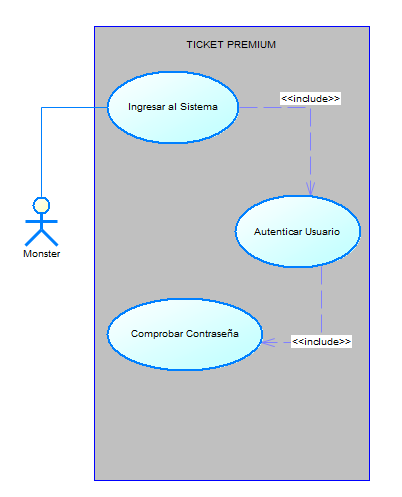 TICKET PREMIUM
Ingresar al Sistema
<<include>>
Autenticar Usuario
Monster
Comprobar Contraseña
<<include>>